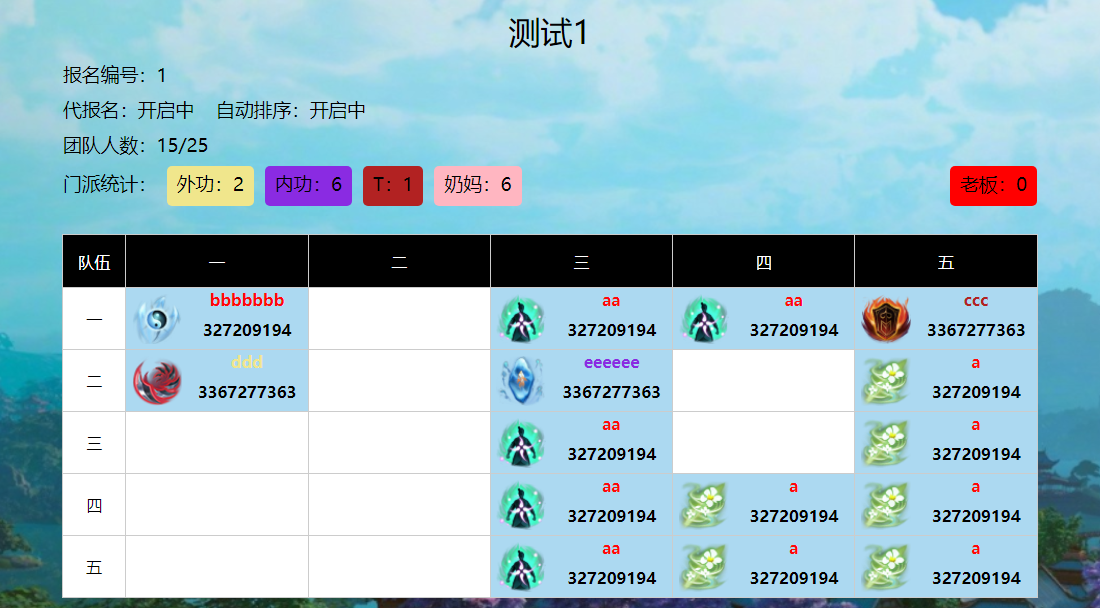 测试1
报名编号：1
代报名：开启中 自动排序：开启中
团队人数：15/25
门派统计： 外功：2 内功：6 T：1 奶妈：6 老板：0
队伍 一 二 三 四 五
一 bbbbbbb aa aa ccc
327209194 327209194 327209194 3367277363
二 ddd eeeeee a
3367277363 3367277363 327209194
三 aa a
327209194 327209194
四 aa a a
327209194 327209194 327209194
五 aa a a
327209194 327209194 327209194